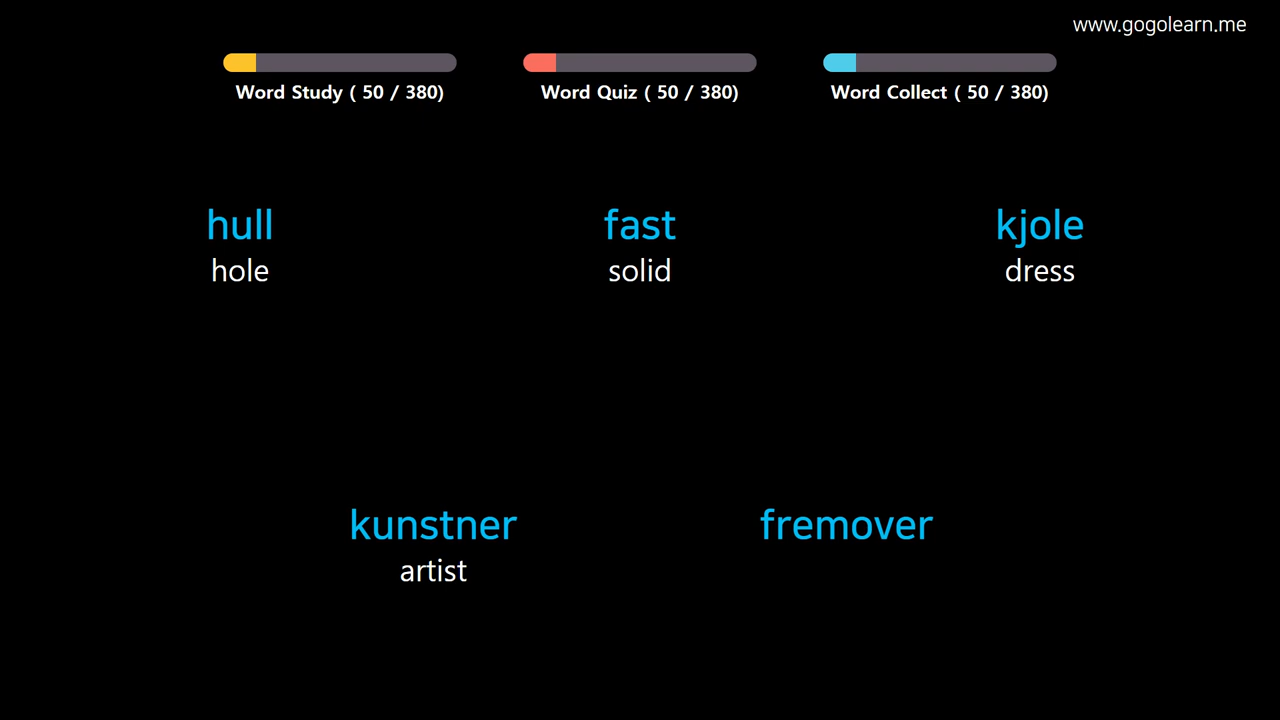 www.gogolearn.me
Word Study ( 50 / 380)
Word Quiz ( 50 / 380)
Word Collect ( 50 / 380)
hull
hole
fast
solid
kjole
dress
kunstner
artist
fremover